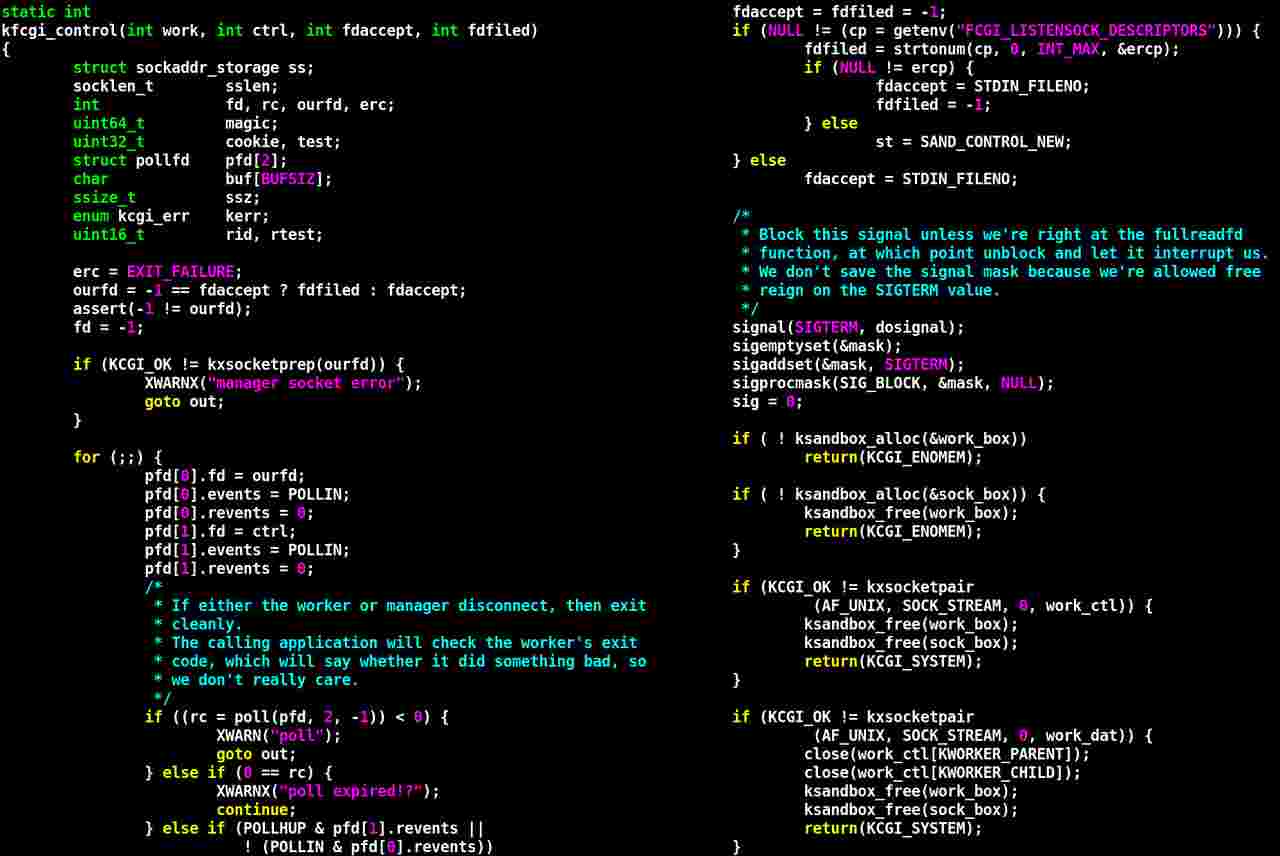 static int
kfcgi_control(int work, int ctrl, int fdaccept, int fdfiled)
{
        struct sockaddr_storage ss;
        socklen_t        sslen;
        int              fd, rc, ourfd, erc;
        uint64_t         magic;
        uint32_t         cookie, test;
        struct pollfd    pfd[2];
        char             buf[BUFSIZ];
        ssize_t          ssz;
        enum kcgi_err    kerr;
        uint16_t         rid, rtest;

        erc = EXIT_FAILURE;
        ourfd = -1 == fdaccept ? fdfiled : fdaccept;
        assert(-1 != ourfd);
        fd = -1;

        if (KCGI_OK != kxsocketprep(ourfd)) {
                XWARNX("manager socket error");
                goto out;
        }

        for (;;) {
                pfd[0].fd = ourfd;
                pfd[0].events = POLLIN;
                pfd[0].revents = 0;
                pfd[1].fd = ctrl;
                pfd[1].events = POLLIN;
                pfd[1].revents = 0;
                /*
                 * If either the worker or manager disconnect, then exit
                 * cleanly.
                 * The calling application will check the worker's exit
                 * code, which will say whether it did something bad, so
                 * we don't really care.
                 */
                if ((rc = poll(pfd, 2, -1)) < 0) {
                        XWARN("poll");
                        goto out;
                } else if (0 == rc) {
                        XWARNX("poll expired!?");
                        continue;
                } else if (POLLHUP & pfd[1].revents ||
                           ! (POLLIN & pfd[0].revents))
fdaccept = fdfiled = -1;
if (NULL != (cp = getenv("FCGI_LISTENSOCK_DESCRIPTORS"))) {
        fdfiled = strtonum(cp, 0, INT_MAX, &ercp);
        if (NULL != ercp) {
                fdaccept = STDIN_FILENO;
                fdfiled = -1;
        } else
                st = SAND_CONTROL_NEW;
} else
        fdaccept = STDIN_FILENO;

/*
 * Block this signal unless we're right at the fullreadfd
 * function, at which point unblock and let it interrupt us.
 * We don't save the signal mask because we're allowed free
 * reign on the SIGTERM value.
 */
signal(SIGTERM, dosignal);
sigemptyset(&mask);
sigaddset(&mask, SIGTERM);
sigprocmask(SIG_BLOCK, &mask, NULL);
sig = 0;

if ( ! ksandbox_alloc(&work_box))
        return(KCGI_ENOMEM);

if ( ! ksandbox_alloc(&sock_box)) {
        ksandbox_free(work_box);
        return(KCGI_ENOMEM);
}

if (KCGI_OK != kxsocketpair
         (AF_UNIX, SOCK_STREAM, 0, work_ctl)) {
        ksandbox_free(work_box);
        ksandbox_free(sock_box);
        return(KCGI_SYSTEM);
}

if (KCGI_OK != kxsocketpair
         (AF_UNIX, SOCK_STREAM, 0, work_dat)) {
        close(work_ctl[KWORKER_PARENT]);
        close(work_ctl[KWORKER_CHILD]);
        ksandbox_free(work_box);
        ksandbox_free(sock_box);
        return(KCGI_SYSTEM);
}